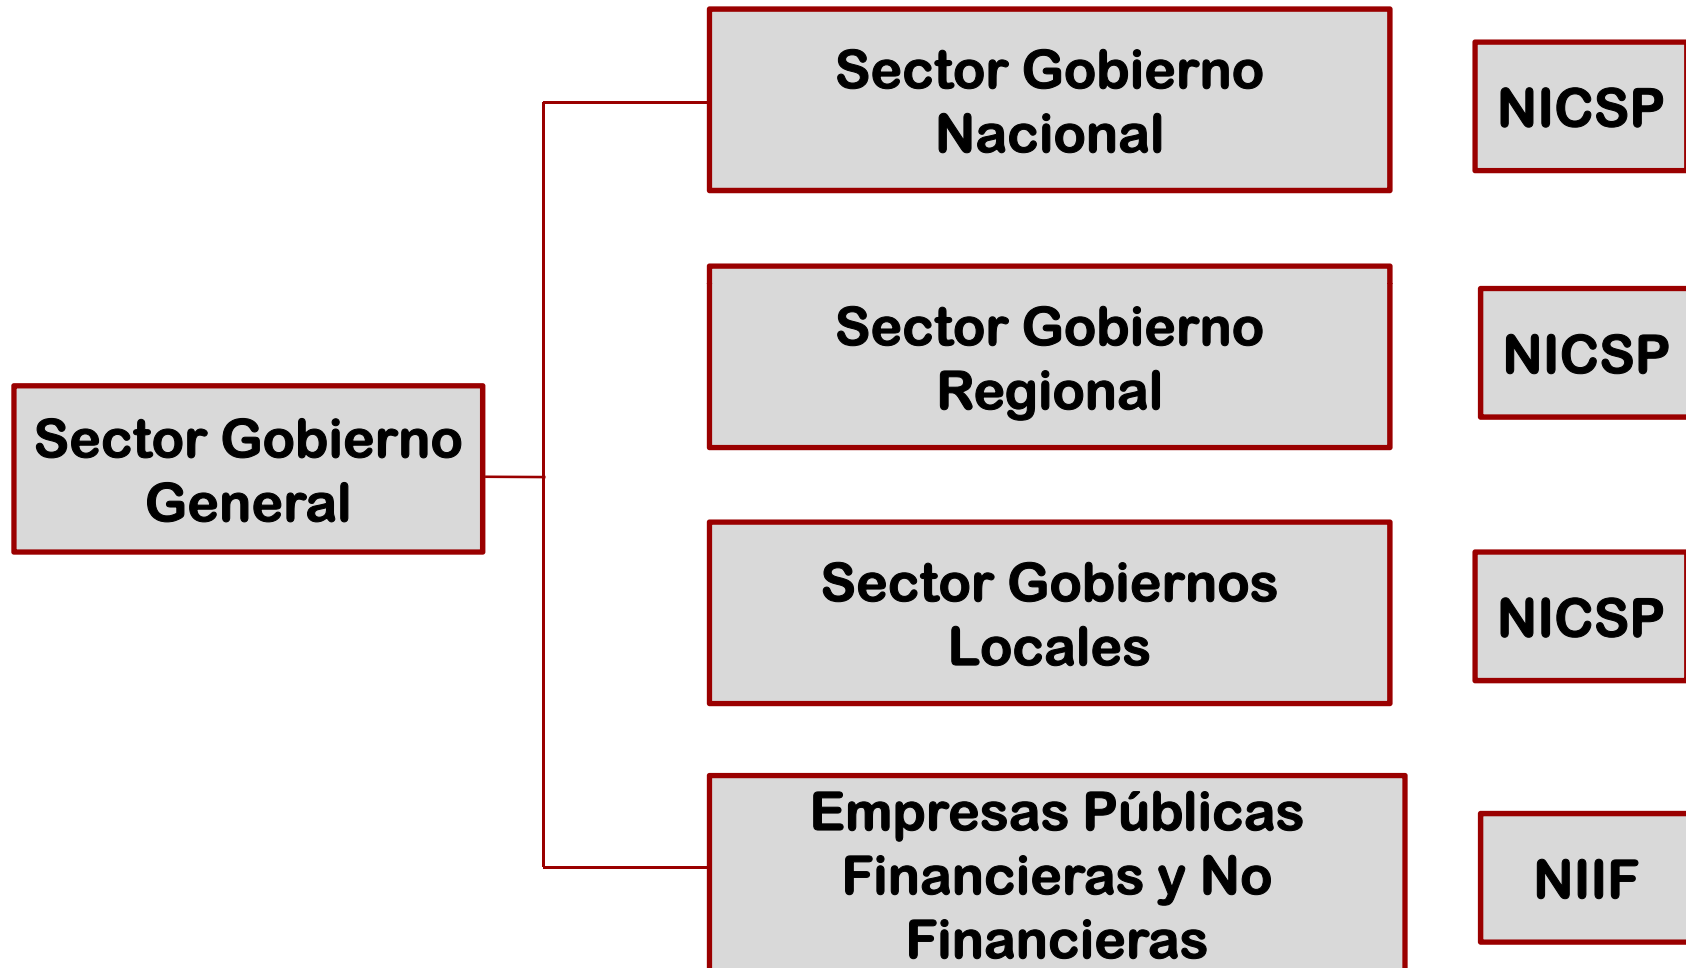 Sector Gobierno
Nacional
NICSP
Sector Gobierno
Regional
NICSP
Sector Gobierno
General
Sector Gobiernos
Locales
NICSP
Empresas Públicas
Financieras y No
Financieras
NIIF